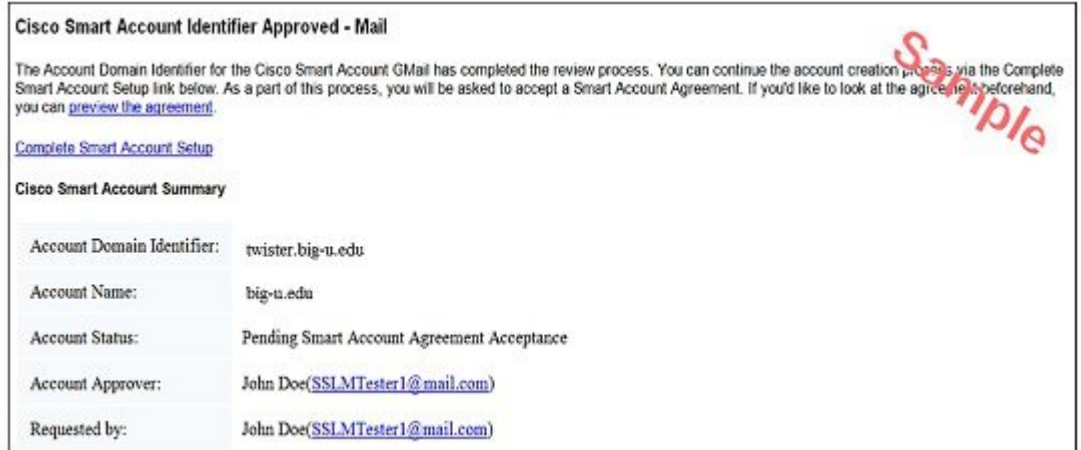 Cisco Smart Account Identifier Approved - Mail
The Account Domain Identifier for the Cisco Smart Account GMail has completed the review process. You can continue the account creation process via the Complete
Smart Account Setup link below. As a part of this process, you will be asked to accept a Smart Account Agreement. If you'd like to look at the agreement beforehand,
you can preview the agreement.
Sample
Complete Smart Account Setup
Cisco Smart Account Summary
Account Domain Identifier: twister.big-u.edu
Account Name: big-u.edu
Account Status: Pending Smart Account Agreement Acceptance
Account Approver: John Doe(SSLMTester1@mail.com)
Requested by: John Doe(SSLMTester1@mail.com)